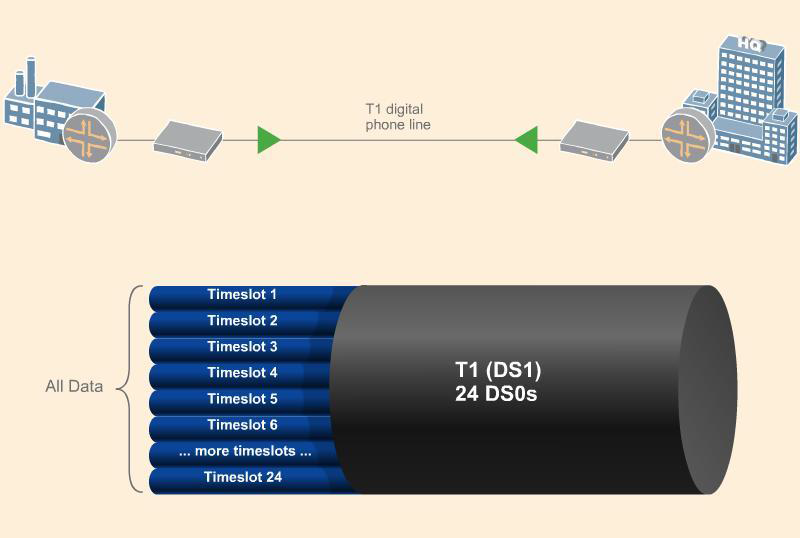 HQ
T1 digital
phone line
Timeslot 1
Timeslot 2
Timeslot 3
Timeslot 4
Timeslot 5
Timeslot 6
... more timeslots ...
Timeslot 24
All Data
T1 (DS1)
24 DS0s